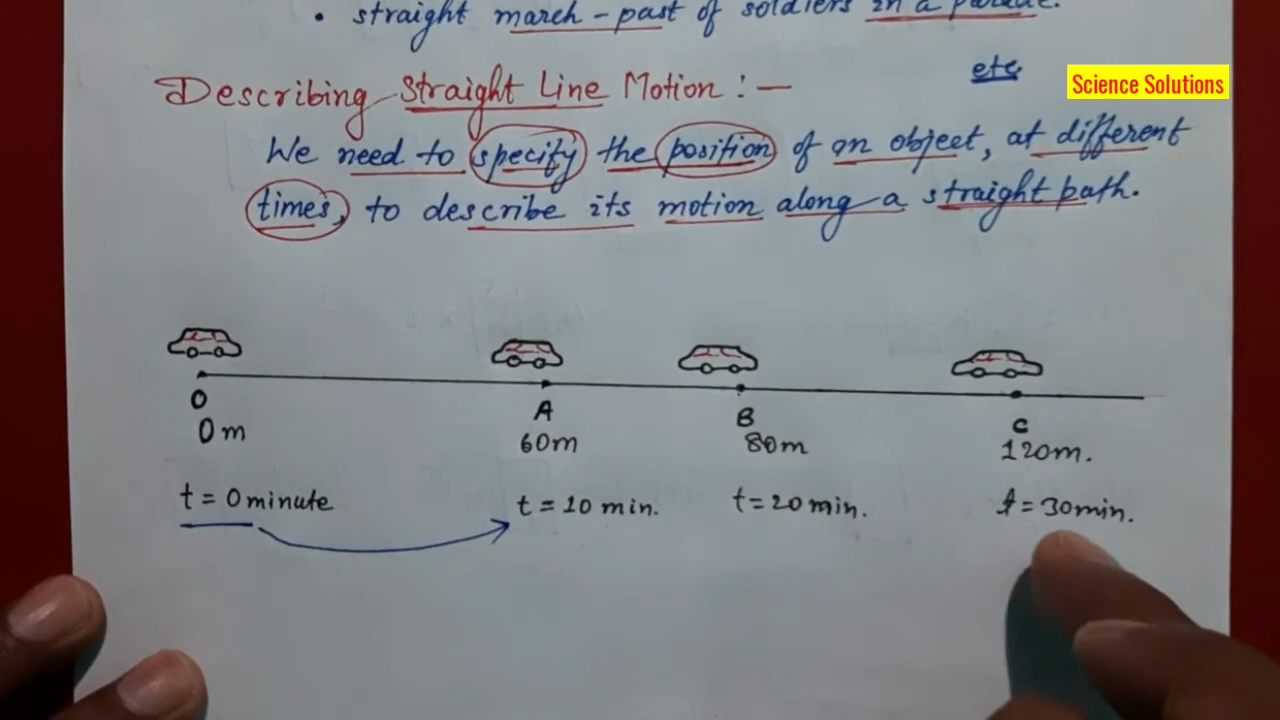 • straight march-past of soldiers in a parade.
etc
Science Solutions
Describing Straight Line Motion :-
We need to specify the position of an object, at different
times, to describe its motion along a straight path.
O A B C
0m 60m 80m 120m.
t = 0 minute t = 10 min. t = 20 min. t = 30 min.